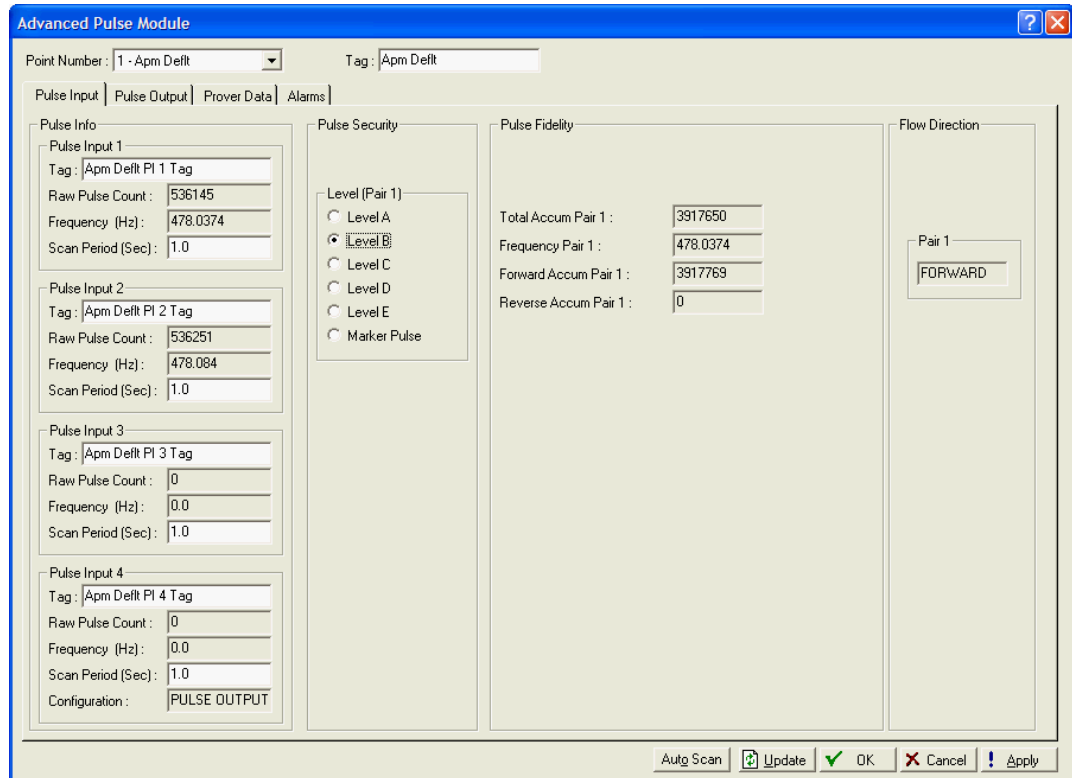 Advanced Pulse Module
Point Number : 1 - Apm Deflt Tag : Apm Deflt
Pulse Input Pulse Output Prover Data Alarms
Pulse Info
Pulse Input 1
Tag : Apm Deflt PI 1 Tag
Raw Pulse Count : 536145
Frequency (Hz) : 478.0374
Scan Period (Sec) : 1.0
Pulse Input 2
Tag : Apm Deflt PI 2 Tag
Raw Pulse Count : 536251
Frequency (Hz) : 478.084
Scan Period (Sec) : 1.0
Pulse Input 3
Tag : Apm Deflt PI 3 Tag
Raw Pulse Count : 0
Frequency (Hz) : 0.0
Scan Period (Sec) : 1.0
Pulse Input 4
Tag : Apm Deflt PI 4 Tag
Raw Pulse Count : 0
Frequency (Hz) : 0.0
Scan Period (Sec) : 1.0
Configuration : PULSE OUTPUT
Pulse Security
Level (Pair 1)
Level A
Level B
Level C
Level D
Level E
Marker Pulse
Pulse Fidelity
Total Accum Pair 1 : 3917650
Frequency Pair 1 : 478.0374
Forward Accum Pair 1 : 3917769
Reverse Accum Pair 1 : 0
Flow Direction
Pair 1
FORWARD
Auto Scan Update OK Cancel Apply